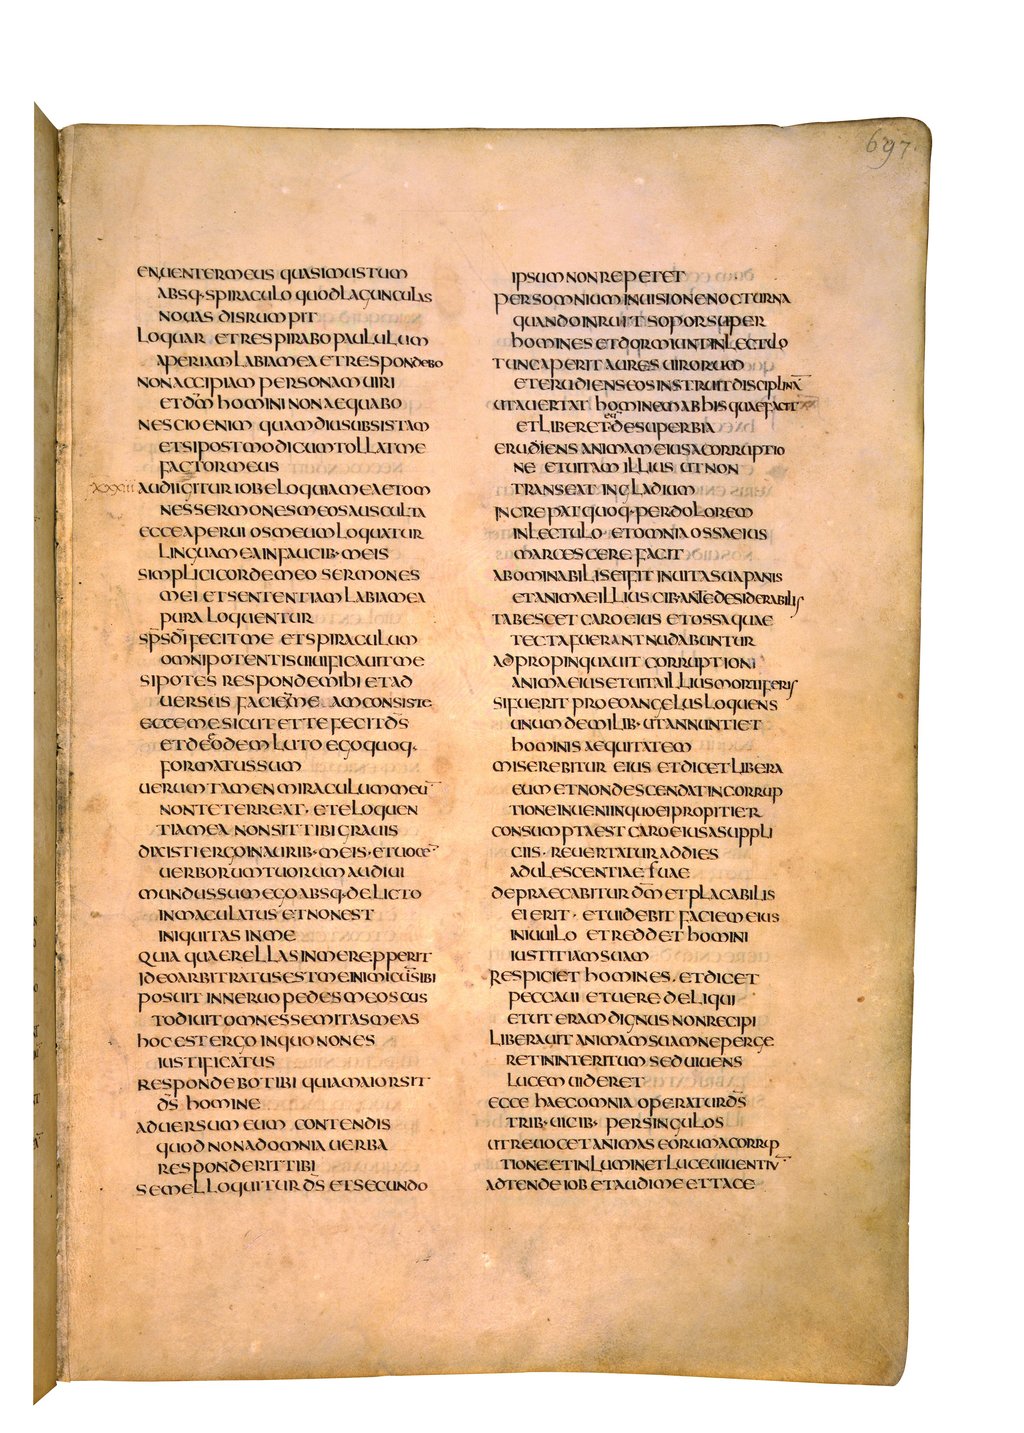 697.
EN UENTER MEUS QUASI MUSTUM
ABSQ· SPIRACULO QUOD LAGUNCULAS
NOUAS DISRUMPIT
LOQUAR ET RESPIRABO PAULULUM
APERIAM LABIA MEA ET RESPONDEBO
NON ACCIPIAM PERSONAM UIRI
ET D̄M HOMINI NON AEQUABO
NESCIO ENIM QUAMDIU SUBSISTAM
ET SI POST MODICUM TOLLAT ME
FACTOR MEUS
XXXIII AUDI IGITUR IOB ELOQUIA MEA ET OM
NES SERMONES MEOS AUSCULTA
ECCE APERUI OS MEUM LOQUATUR
LINGUA MEA IN FAUCIB· MEIS
SIMPLICI CORDE MEO SERMONES
MEI ET SENTENTIAM LABIA MEA
PURA LOQUENTUR
SP̄S D̄I FECIT ME ET SPIRACULUM
OMNIPOTENTIS UIUIFICAUIT ME
SI POTES RESPONDE MIHI ET AD
UERSUS FACIEM MEAM CONSISTE
ECCE ME SICUT ET TE FECIT D̄S
ET DE EODEM LUTO EGO QUOQ·
FORMATUS SUM
UERUM TAMEN MIRACULUM MEŪ
NON TE TERREAT· ET ELOQUEN
TIA MEA NON SIT TIBI GRAUIS
DIXISTI ERGO IN AURIB· MEIS· ET UOCĒ
UERBORUM TUORUM AUDIUI
MUNDUS SUM EGO ABSQ· DELICTO
INMACULATUS ET NON EST
INIQUITAS IN ME
QUIA QUAERELLAS IN ME REPPERIT
IDEO ARBITRATUS EST ME INIMICŪ SIBI
POSUIT IN NERUO PEDES MEOS CUS
TODIUIT OMNES SEMITAS MEAS
HOC EST ERGO IN QUO NON ES
IUSTIFICATUS
RESPONDEBO TIBI QUIA MAIOR SIT
D̄S HOMINE
ADUERSUM EUM CONTENDIS
QUOD NON AD OMNIA UERBA
RESPONDERIT TIBI
SEMEL LOQUITUR D̄S ET SECUNDO
IPSUM NON REPETET
PER SOMNIUM IN UISIONE NOCTURNA
QUANDO INRUIT SOPOR SUPER
HOMINES ET DORMIUNT IN LECTULO
TUNC APERIT AURES UIRORUM
ET ERUDIENS EOS INSTRUIT DISCIPLINĀ
UT AUERTAT HOMINEM AB HIS QUAE FACIT
ET LIBERET EŪ DE SUPERBIA
ERUDIENS ANIMAM EIUS A CORRUPTIO
NE ET UITAM ILLIUS UT NON
TRANSEAT IN GLADIUM
INCREPAT QUOQ· PER DOLOREM
IN LECTULO· ET OMNIA OSSA EIUS
MARCESCERE FACIT
ABOMINABILIS EI FIT IN UITA SUA PANIS
ET ANIMAE ILLIUS CIB· ANTE DESIDERABILIS
TABESCET CARO EIUS ET OSSA QUAE
TECTA FUERANT NUDABUNTUR
ADPROPINQUAUIT CORRUPTIONI
ANIMA EIUS ET UITA ILLIUS MORTIFERIS
SI FUERIT PRO EO ANGELUS LOQUENS
UNUM DE MILIB· UT ANNUNTIET
HOMINIS AEQUITATEM
MISEREBITUR EIUS ET DICET LIBERA
EUM ET NON DESCENDAT IN CORRUP
TIONE INUENI IN QUO EI PROPITIER
CONSUMPTA EST CARO EIUS A SUPPLI
CIIS· REUERTATUR AD DIES
ADULESCENTIAE SUAE
DEPRAECABITUR D̄M ET PLACABILIS
EI ERIT· ET UIDEBIT FACIEM EIUS
IN IUUILO ET REDDET HOMINI
IUSTITIAM SUAM
RESPICIET HOMINES· ET DICET
PECCAUI ET UERE DELIQUI
ET UT ERAM DIGNUS NON RECIPI
LIBERAUIT ANIMAM SUAM NE PERGE
RET IN INTERITUM SED UIUENS
LUCEM UIDERET
ECCE HAEC OMNIA OPERATUR D̄S
TRIB· UICIB· PER SINGULOS
UT REUOCET ANIMAS EORUM A CORRUP
TIONE ET INLUMINET LUCE UIUENTIŪ
ADTENDE IOB ET AUDI ME ET TACE